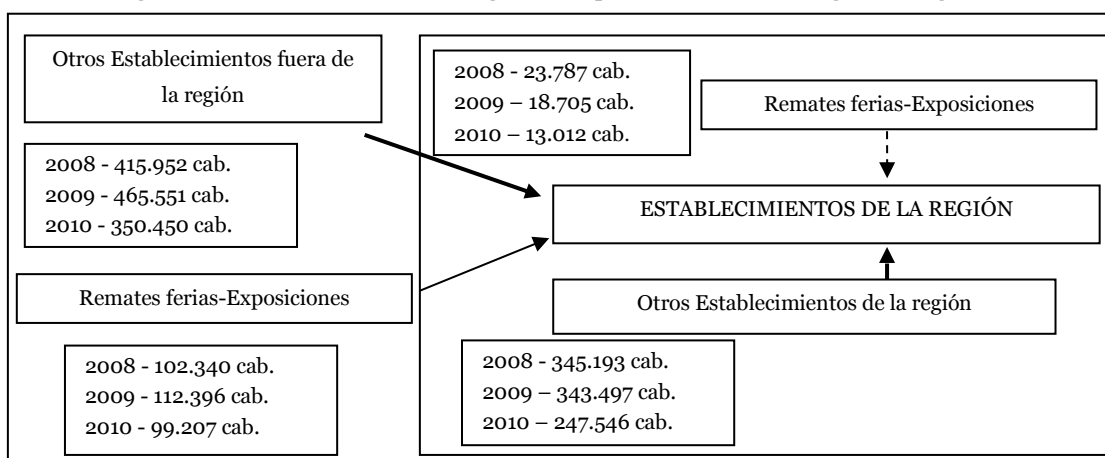 Otros Establecimientos fuera de
la región
2008 - 415.952 cab.
2009 - 465.551 cab.
2010 - 350.450 cab.
Remates ferias-Exposiciones
2008 - 102.340 cab.
2009 - 112.396 cab.
2010 - 99.207 cab.
2008 - 23.787 cab.
2009 – 18.705 cab.
2010 – 13.012 cab.
Remates ferias-Exposiciones
ESTABLECIMIENTOS DE LA REGIÓN
Otros Establecimientos de la región
2008 - 345.193 cab.
2009 – 343.497 cab.
2010 – 247.546 cab.